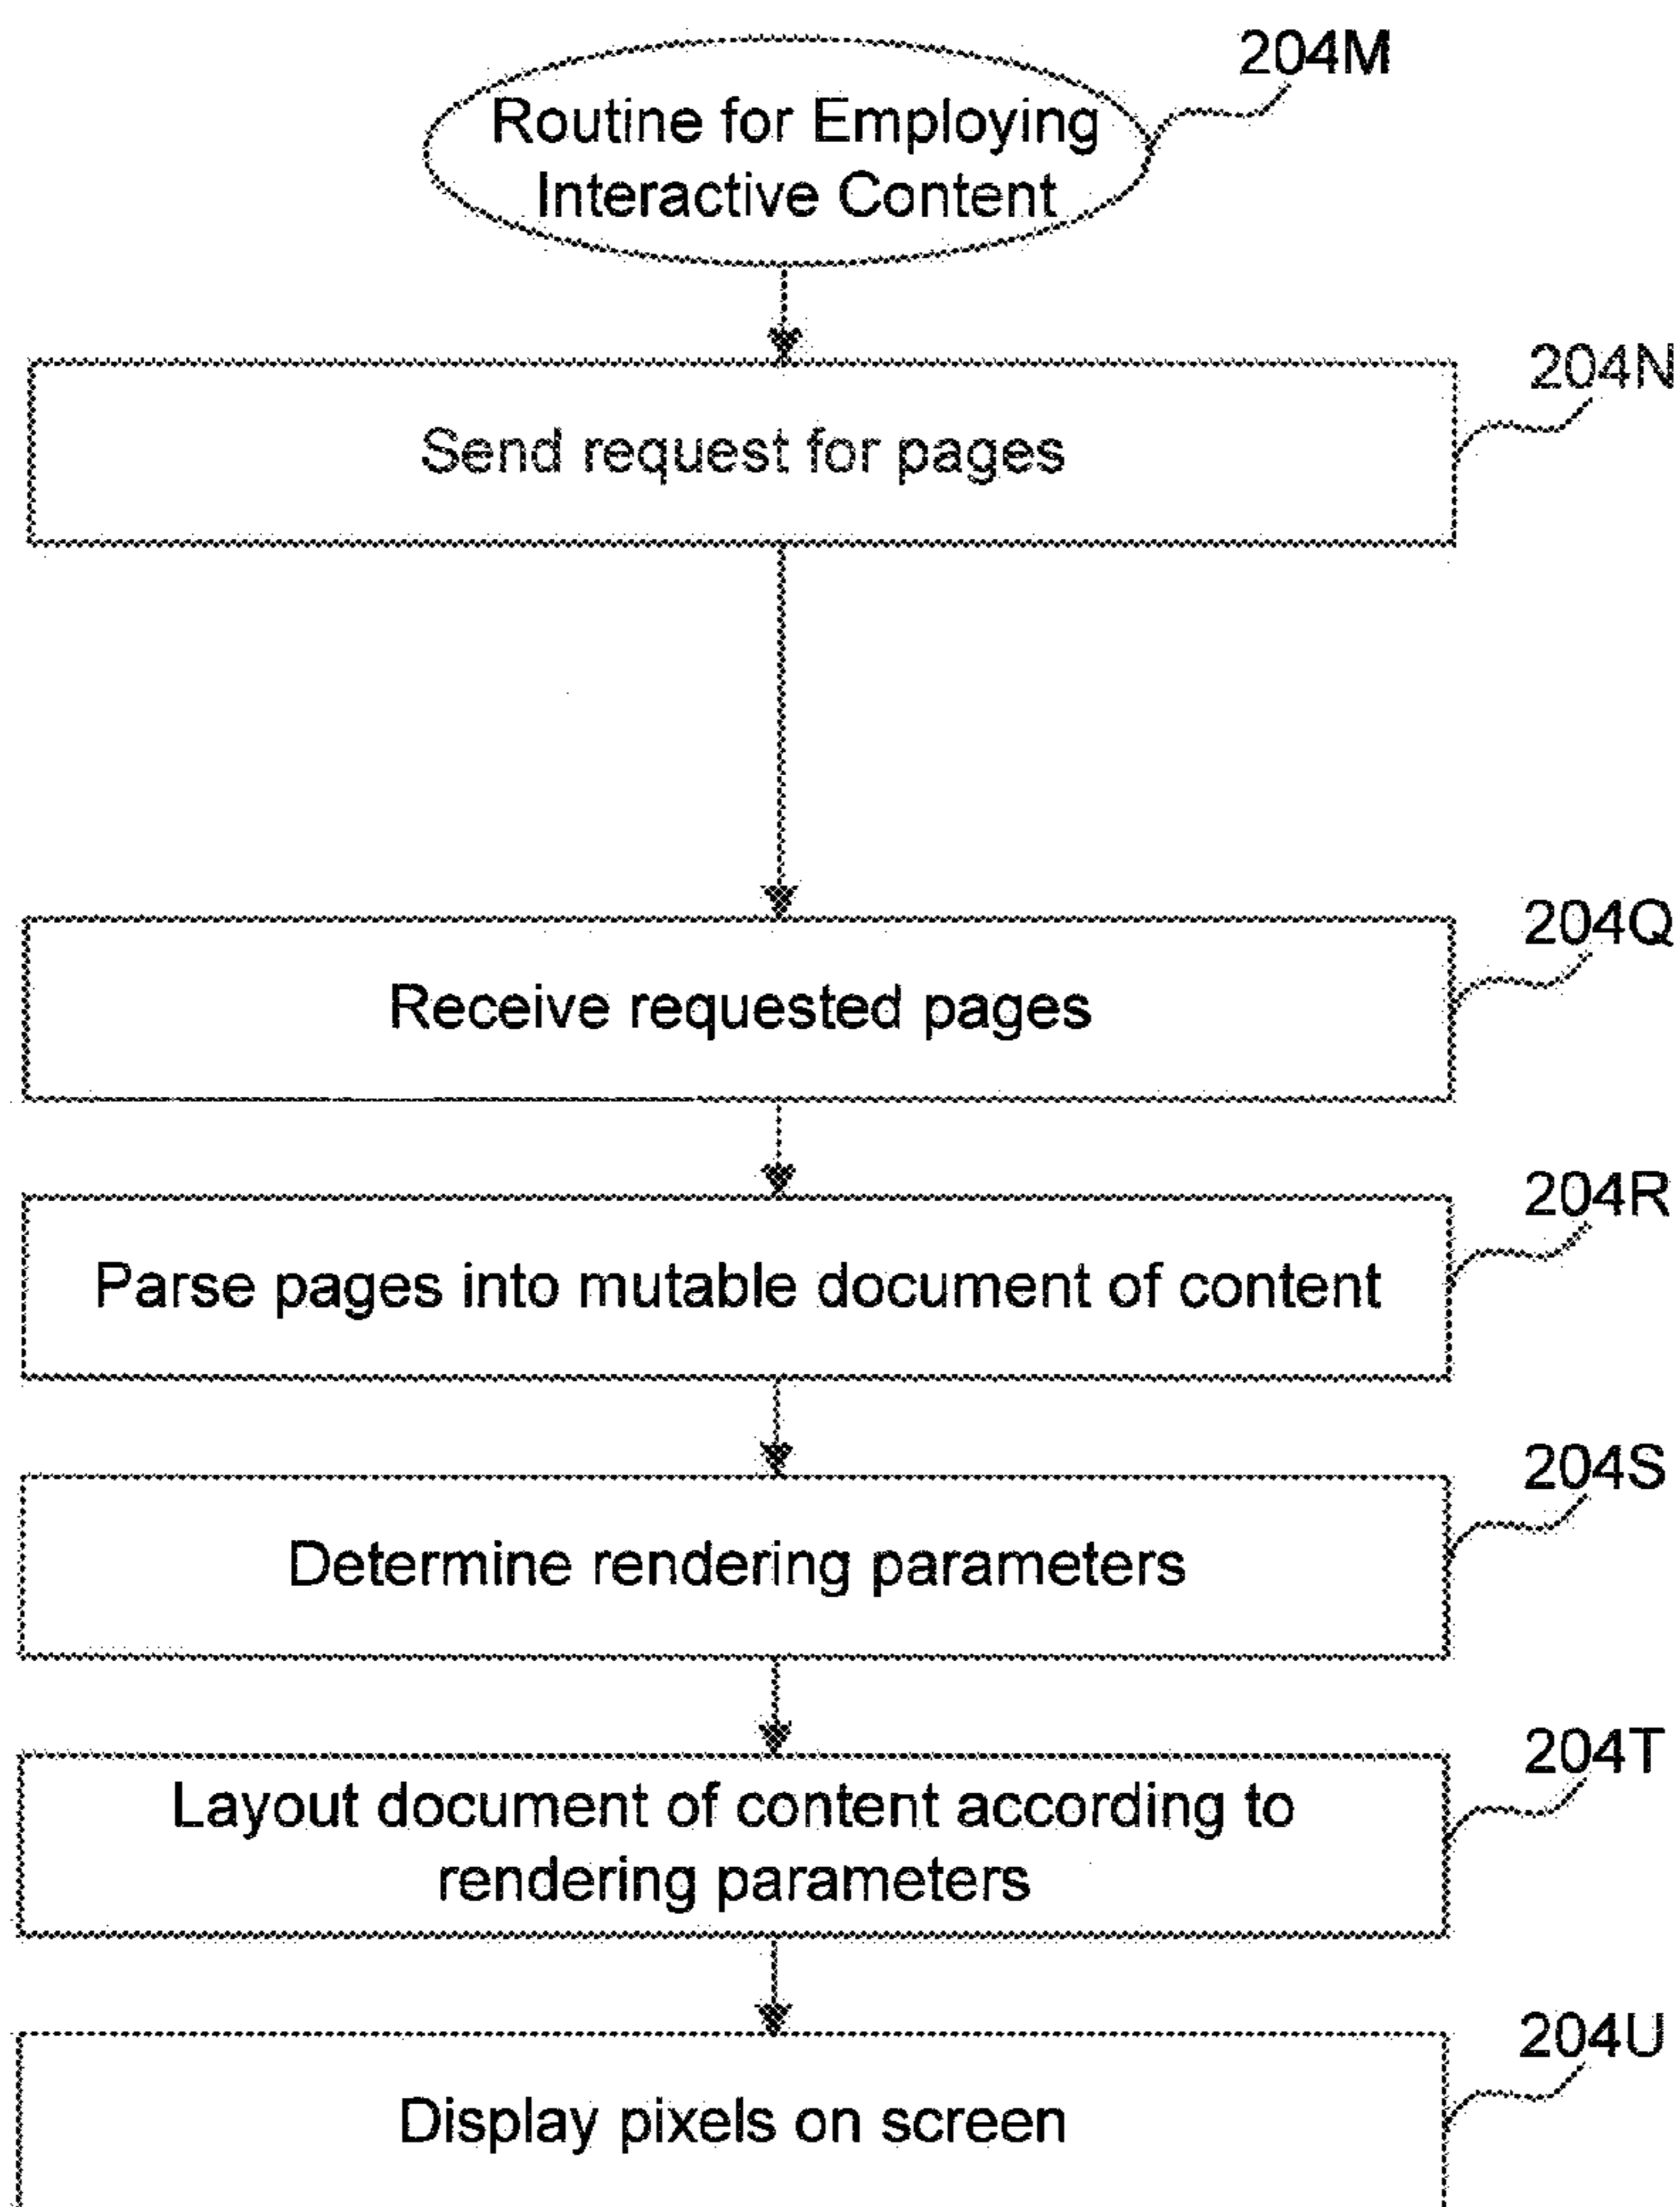 204M
Routine for Employing
Interactive Content
204N
Send request for pages
204Q
Receive requested pages
204R
Parse pages into mutable document of content
204S
Determine rendering parameters
204T
Layout document of content according to
rendering parameters
204U
Display pixels on screen